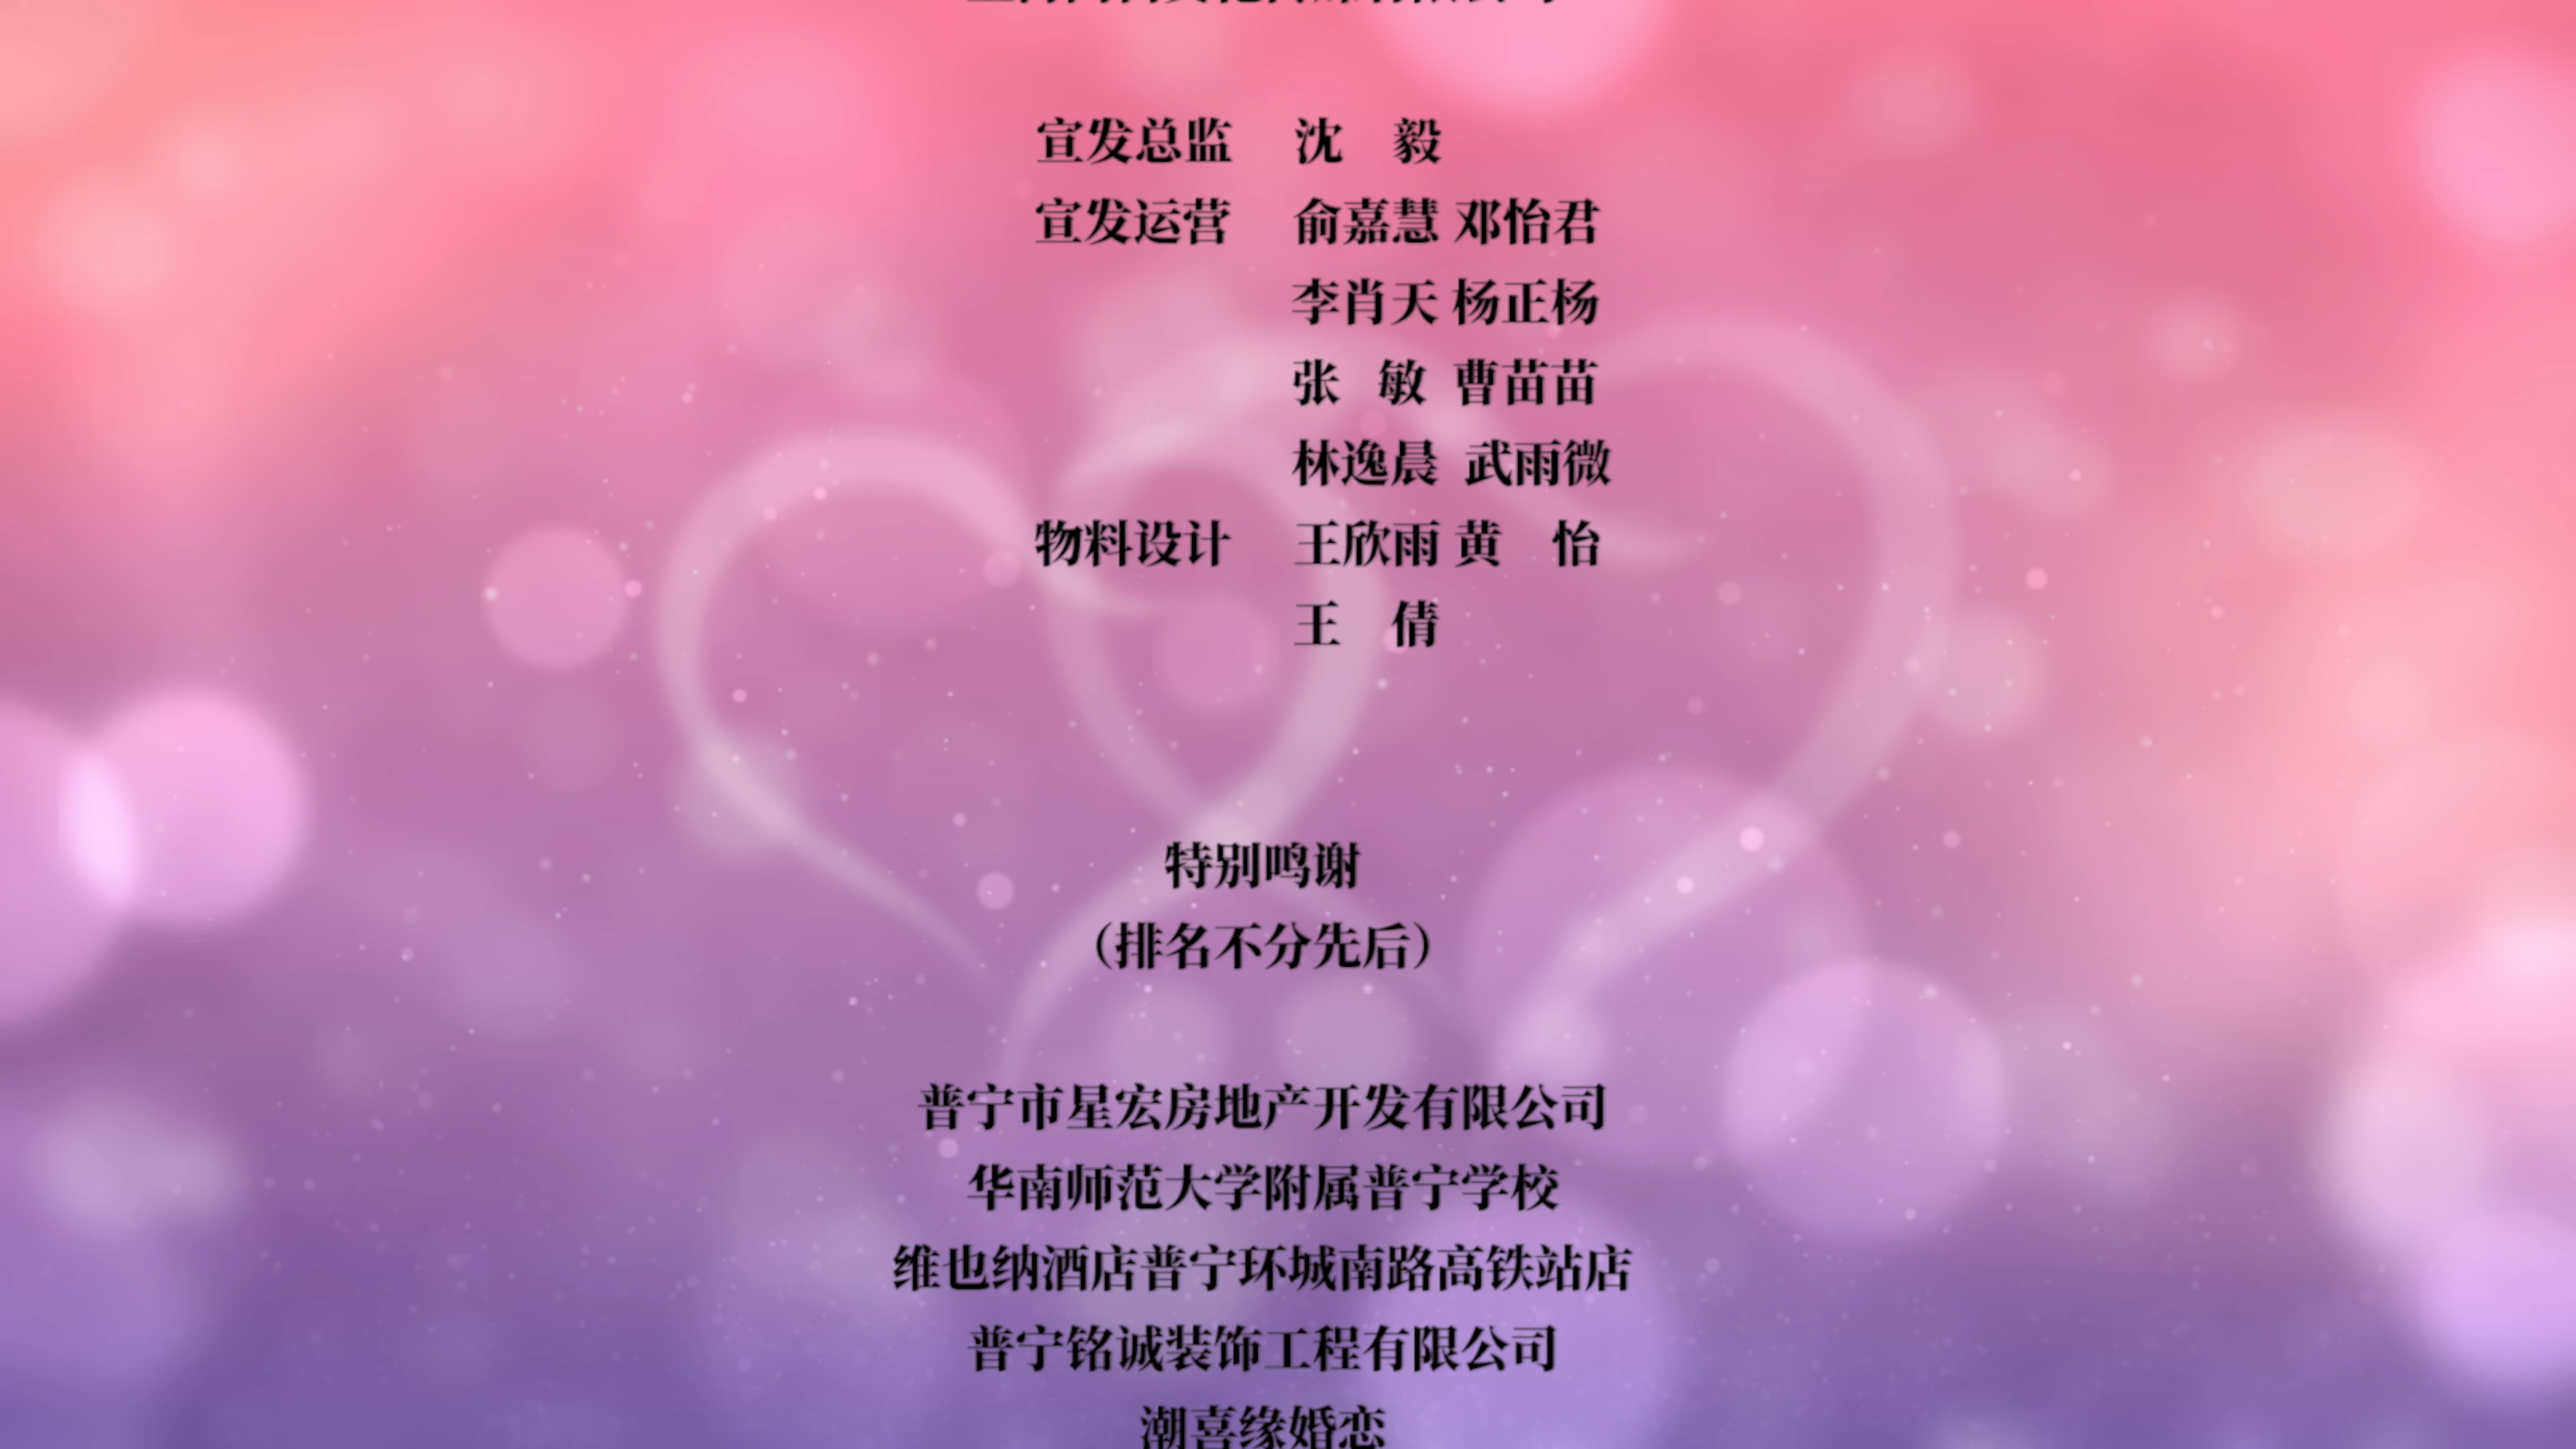 宣发总监 沈 毅
宣发运营 俞嘉慧 邓怡君
李肖天 杨正杨
张 敏 曹苗苗
林逸晨 武雨微
物料设计 王欣雨 黄 怡
王 倩
特别鸣谢
（排名不分先后）
普宁市星宏房地产开发有限公司
华南师范大学附属普宁学校
维也纳酒店普宁环城南路高铁站店
普宁铭诚装饰工程有限公司
潮喜缘婚恋